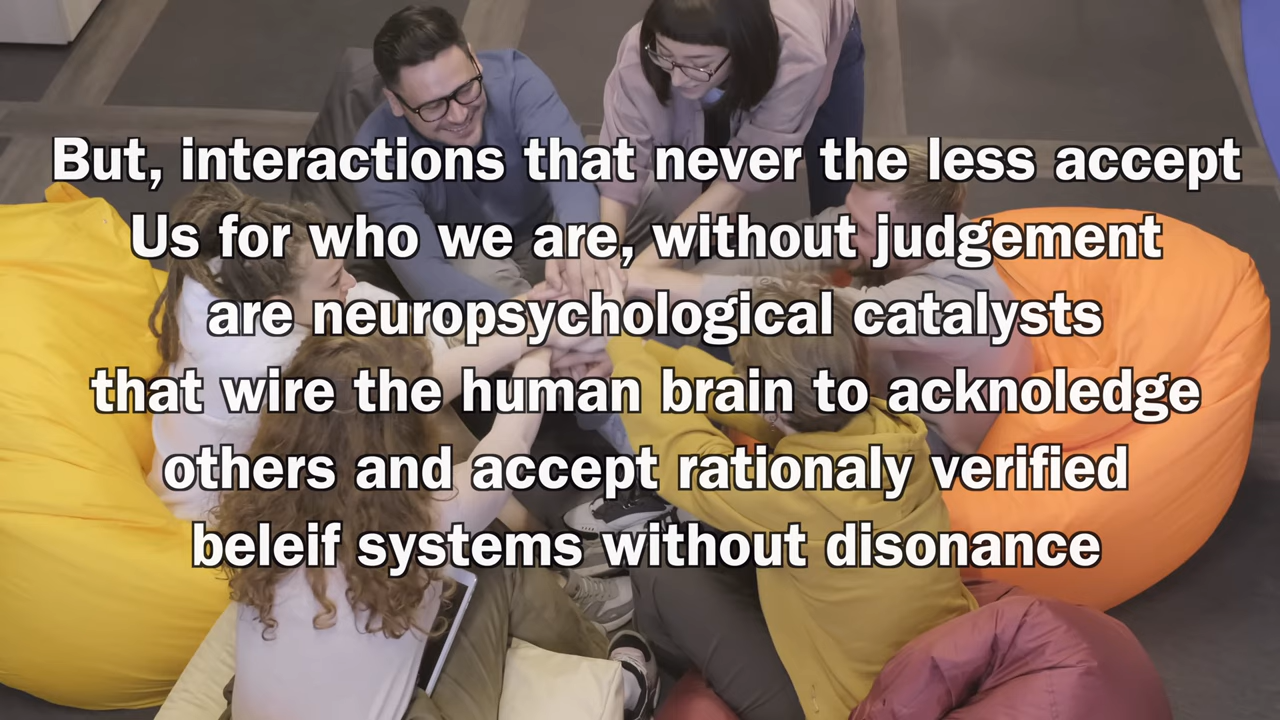 But, interactions that never the less accept
Us for who we are, without judgement
are neuropsychological catalysts
that wire the human brain to acknoledge
others and accept rationaly verified
beleif systems without disonance